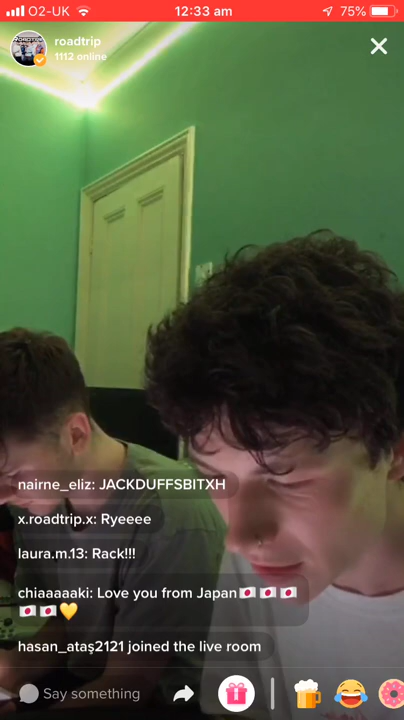 O2-UK
12:33 am
75%
roadtrip
1112 online
nairne_eliz: JACKDUFFSBITXH
x.roadtrip.x: Ryeeee
laura.m.13: Rack!!!
chiaaaaaki: Love you from Japan🇯🇵🇯🇵🇯🇵
🇯🇵🇯🇵💛
hasan_ataş2121 joined the live room
Say something